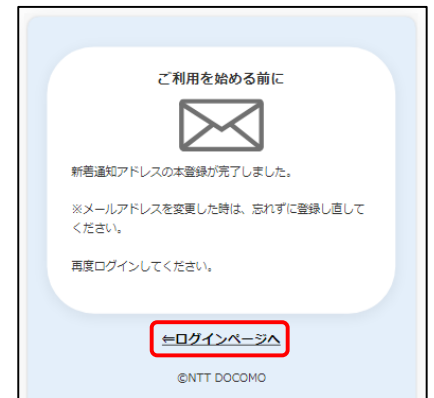 ご利用を始める前に
新着通知アドレスの本登録が完了しました。
※メールアドレスを変更した時は、忘れずに登録し直して
ください。
再度ログインしてください。
⇐ログインページへ
©NTT DOCOMO